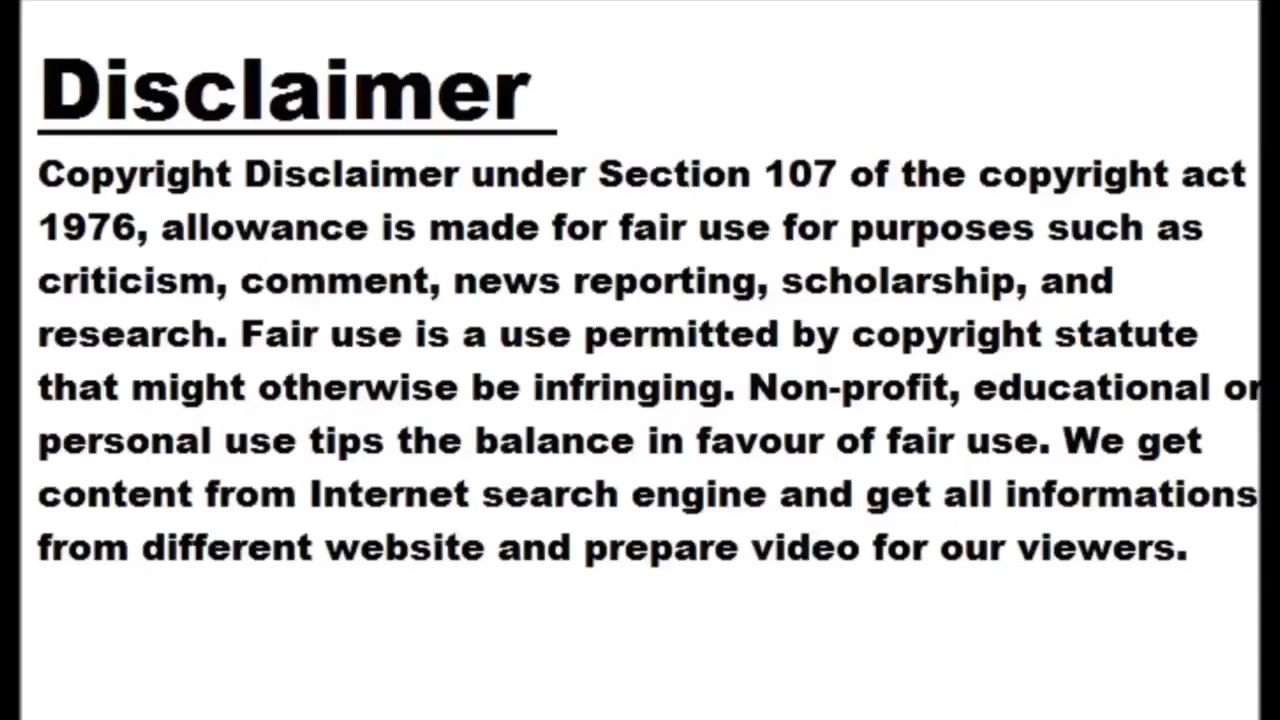 Disclaimer
Copyright Disclaimer under Section 107 of the copyright act
1976, allowance is made for fair use for purposes such as
criticism, comment, news reporting, scholarship, and
research. Fair use is a use permitted by copyright statute
that might otherwise be infringing. Non-profit, educational or
personal use tips the balance in favour of fair use. We get
content from Internet search engine and get all informations
from different website and prepare video for our viewers.